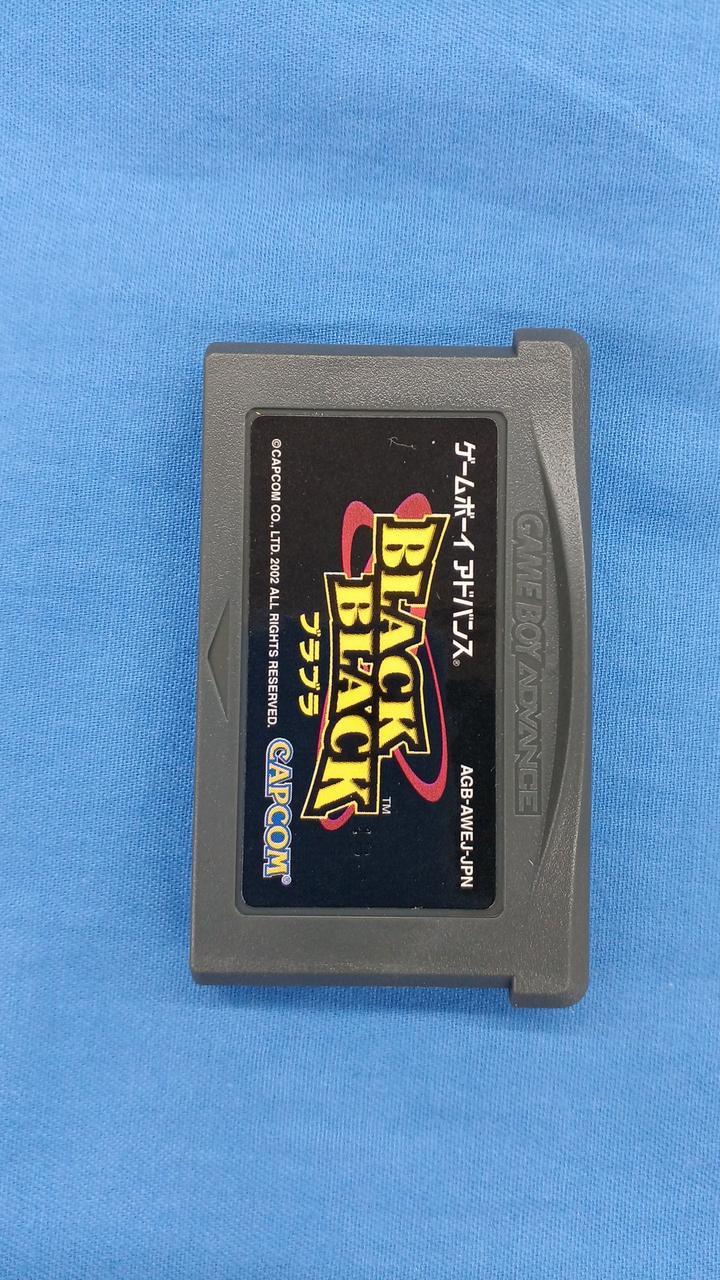 GAME BOY ADVANCE
ゲームボーイ アドバンス®
AGB-AWEJ-JPN
BLACK
BLACK™
ブラブラ
©CAPCOM CO., LTD. 2002 ALL RIGHTS RESERVED.
CAPCOM®